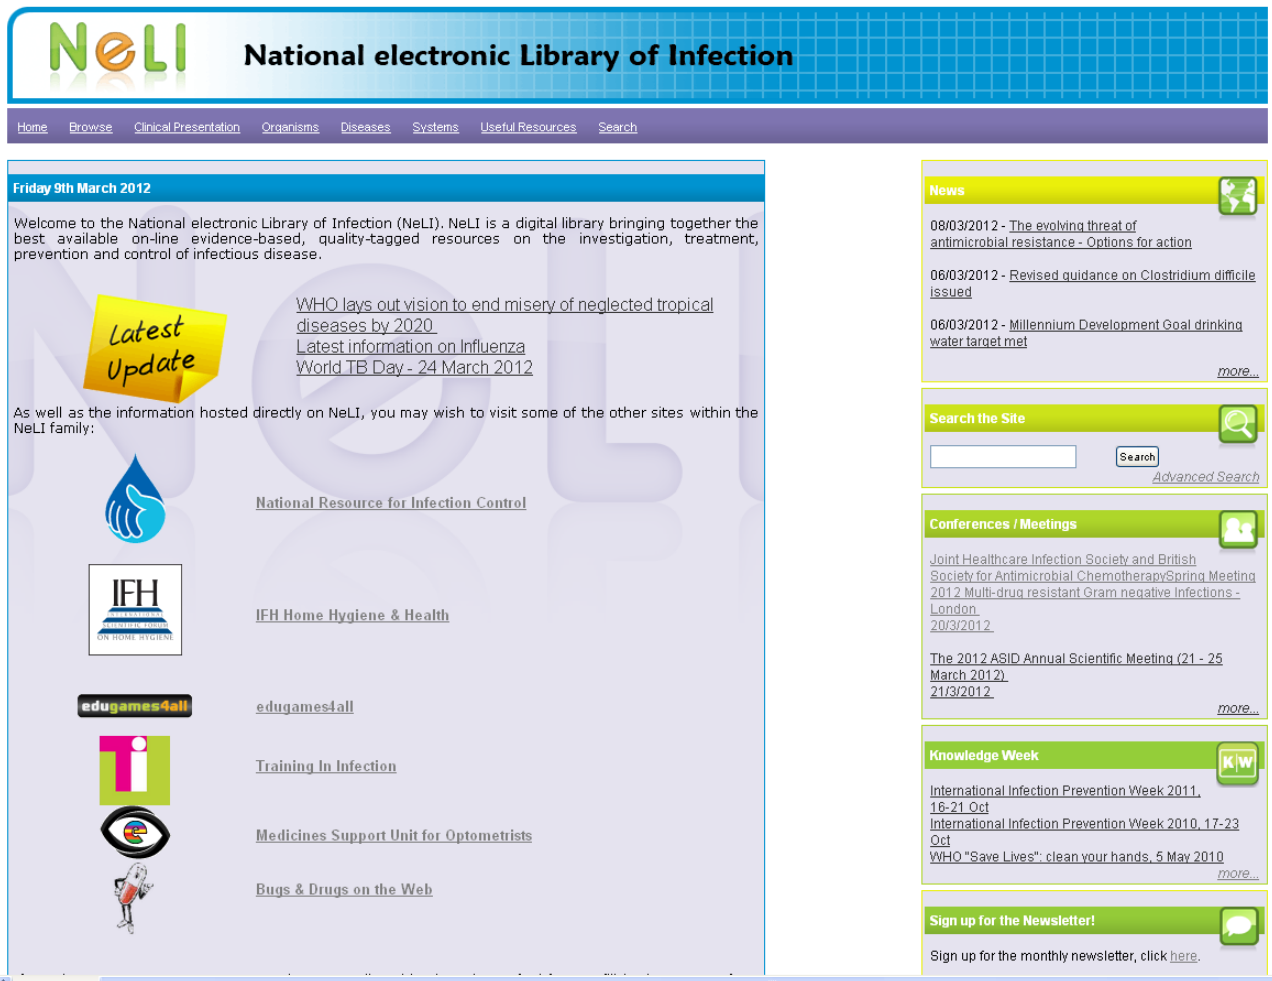 NeLI
National electronic Library of Infection
Home Browse Clinical Presentation Organisms Diseases Systems Useful Resources Search
Friday 9th March 2012
Welcome to the National electronic Library of Infection (NeLI). NeLI is a digital library bringing together the
best available on-line evidence-based, quality-tagged resources on the investigation, treatment,
prevention and control of infectious disease.
Latest
Update
WHO lays out vision to end misery of neglected tropical
diseases by 2020
Latest information on Influenza
World TB Day - 24 March 2012
As well as the information hosted directly on NeLI, you may wish to visit some of the other sites within the
NeLI family:
National Resource for Infection Control
IFH
INTERNATIONAL
SCIENTIFIC FORUM
ON HOME HYGIENE
IFH Home Hygiene & Health
edugames4all
edugames4all
Ti
Training In Infection
e
Medicines Support Unit for Optometrists
Bugs & Drugs on the Web
News
08/03/2012 - The evolving threat of
antimicrobial resistance - Options for action
06/03/2012 - Revised guidance on Clostridium difficile
issued
06/03/2012 - Millennium Development Goal drinking
water target met
more...
Search the Site
Search
Advanced Search
Conferences / Meetings
Joint Healthcare Infection Society and British
Society for Antimicrobial ChemotherapySpring Meeting
2012 Multi-drug resistant Gram negative Infections -
London
20/3/2012
The 2012 ASID Annual Scientific Meeting (21 - 25
March 2012)
21/3/2012
more...
Knowledge Week
K|W
International Infection Prevention Week 2011,
16-21 Oct
International Infection Prevention Week 2010, 17-23
Oct
WHO "Save Lives": clean your hands, 5 May 2010
more...
Sign up for the Newsletter!
Sign up for the monthly newsletter, click here.